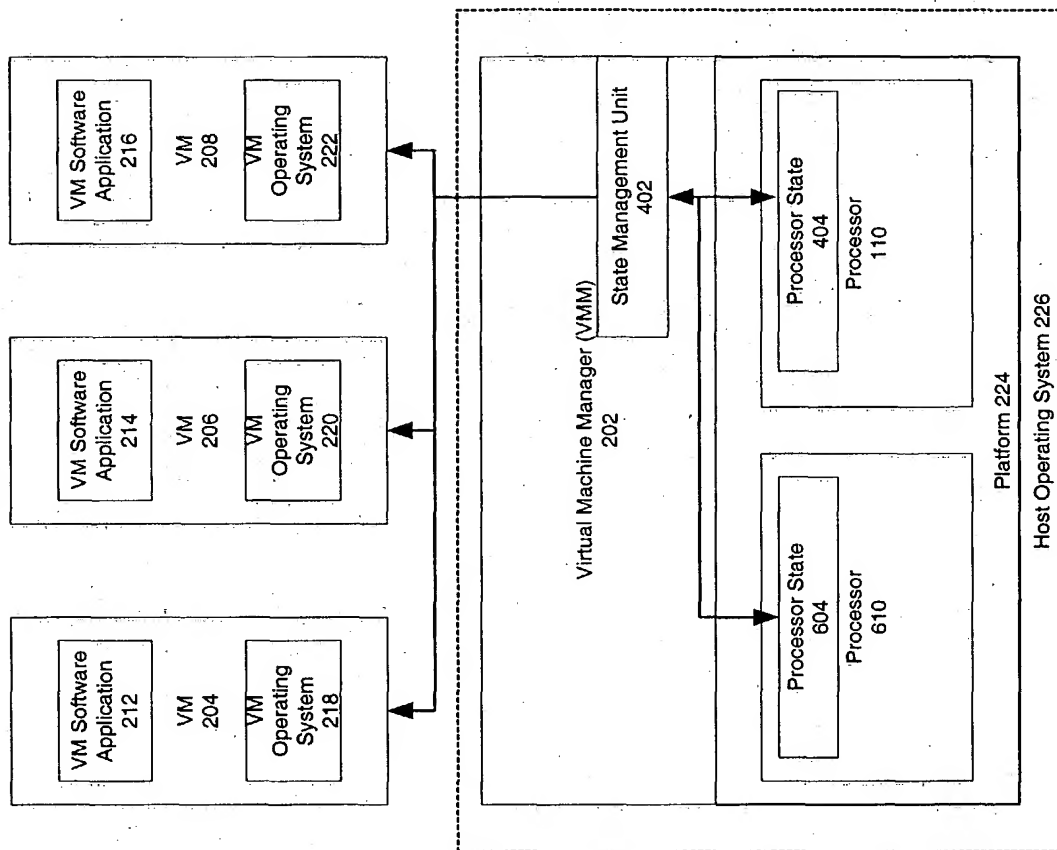 VM Software
Application
212
VM
204
VM
Operating
System
218
VM Software
Application
214
VM
206
VM
Operating
System
220
VM Software
Application
216
VM
208
VM
Operating
System
222
Virtual Machine Manager (VMM)
202
State Management Unit
402
Processor State
604
Processor
610
Processor State
404
Processor
110
Platform 224
Host Operating System 226